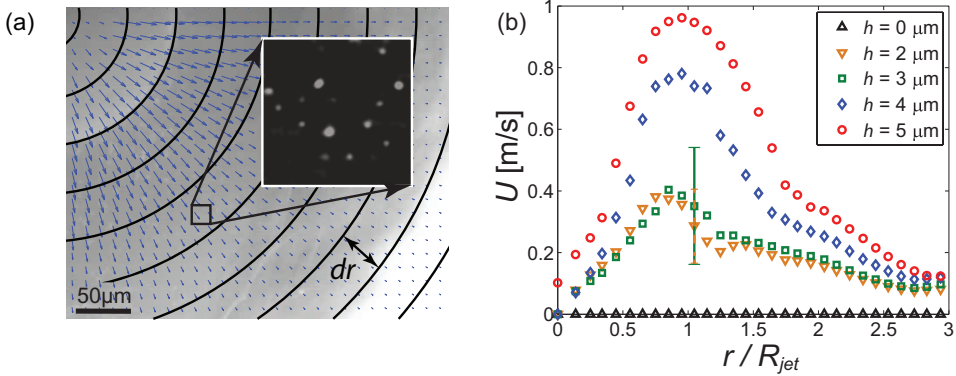 (a)
dr
50μm
(b)
U [m/s]
1
0.8
0.6
0.4
0.2
0
0 0.5 1 1.5 2 2.5 3
r / Rjet
h = 0 μm
h = 2 μm
h = 3 μm
h = 4 μm
h = 5 μm